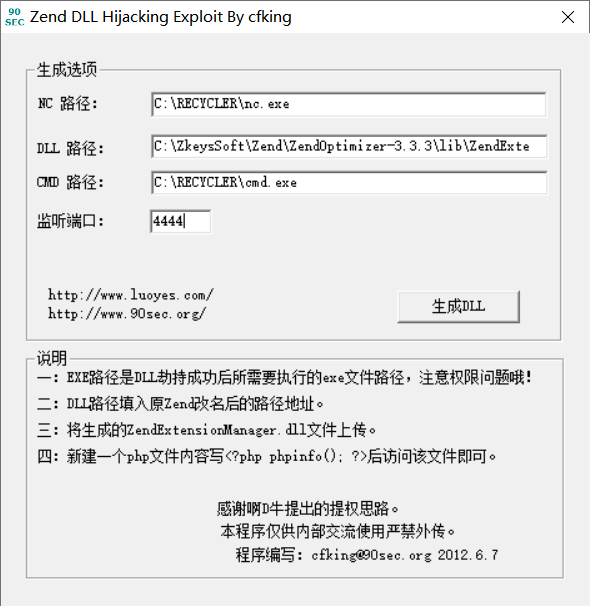 90
SEC
Zend DLL Hijacking Exploit By cfking
生成选项
NC 路径: C:\RECYCLER\nc.exe
DLL 路径: C:\ZkeysSoft\Zend\ZendOptimizer-3.3.3\lib\ZendExte
CMD 路径: C:\RECYCLER\cmd.exe
监听端口: 4444
http://www.luoyes.com/
http://www.90sec.org/
生成DLL
说明
一: EXE路径是DLL劫持成功后所需要执行的exe文件路径，注意权限问题哦!
二: DLL路径填入原Zend改名后的路径地址。
三: 将生成的ZendExtensionManager.dll文件上传。
四: 新建一个php文件内容写<?php phpinfo(); ?>后访问该文件即可。
感谢啊D牛提出的提权思路。
本程序仅供内部交流使用严禁外传。
程序编写: cfking@90sec.org 2012.6.7